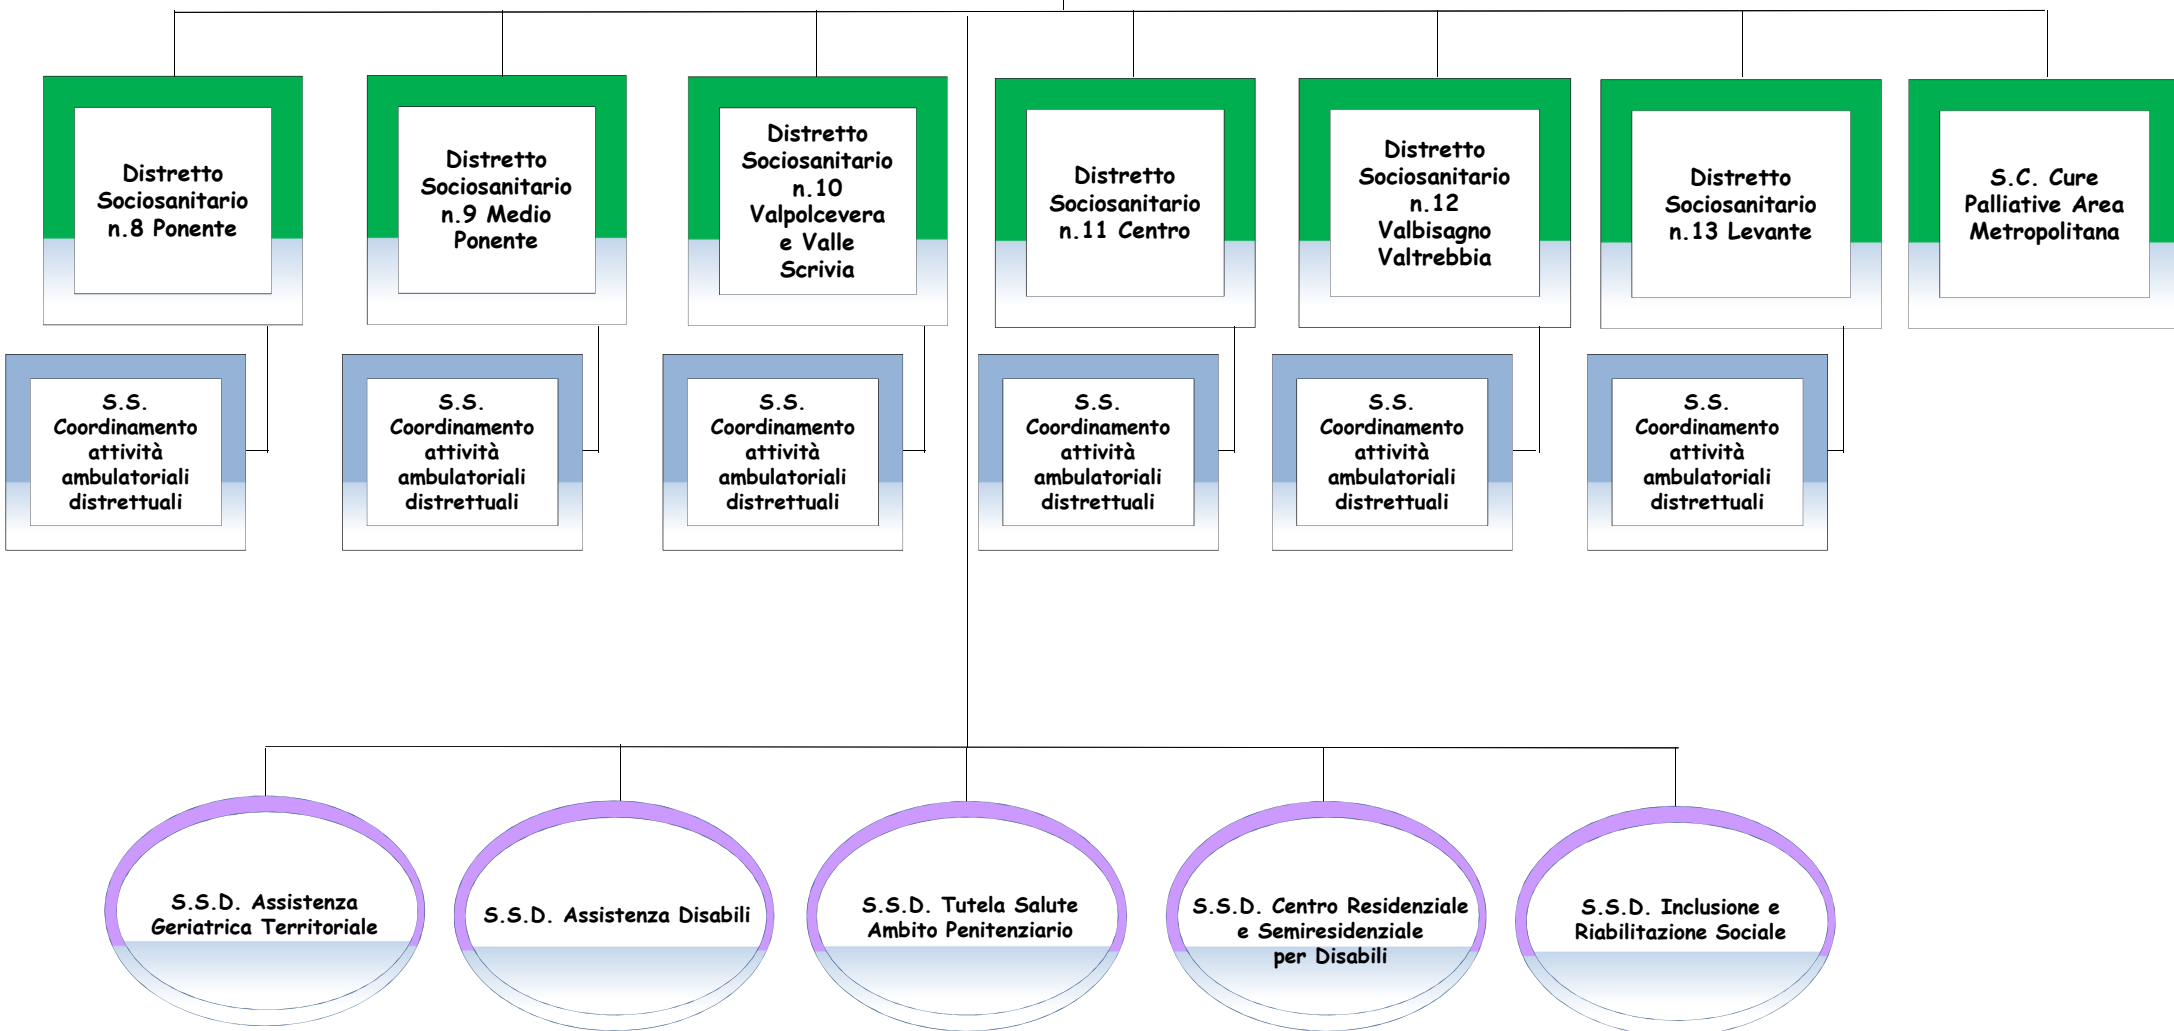 Distretto
Sociosanitario
n.8 Ponente
Distretto
Sociosanitario
n.9 Medio
Ponente
Distretto
Sociosanitario
n.10
Valpolcevera
e Valle
Scrivia
Distretto
Sociosanitario
n.11 Centro
Distretto
Sociosanitario
n.12
Valbisagno
Valtrebbia
Distretto
Sociosanitario
n.13 Levante
S.C. Cure
Palliative Area
Metropolitana
S.S.
Coordinamento
attività
ambulatoriali
distrettuali
S.S.
Coordinamento
attività
ambulatoriali
distrettuali
S.S.
Coordinamento
attività
ambulatoriali
distrettuali
S.S.
Coordinamento
attività
ambulatoriali
distrettuali
S.S.
Coordinamento
attività
ambulatoriali
distrettuali
S.S.
Coordinamento
attività
ambulatoriali
distrettuali
S.S.D. Assistenza
Geriatrica Territoriale
S.S.D. Assistenza Disabili
S.S.D. Tutela Salute
Ambito Penitenziario
S.S.D. Centro Residenziale
e Semiresidenziale
per Disabili
S.S.D. Inclusione e
Riabilitazione Sociale